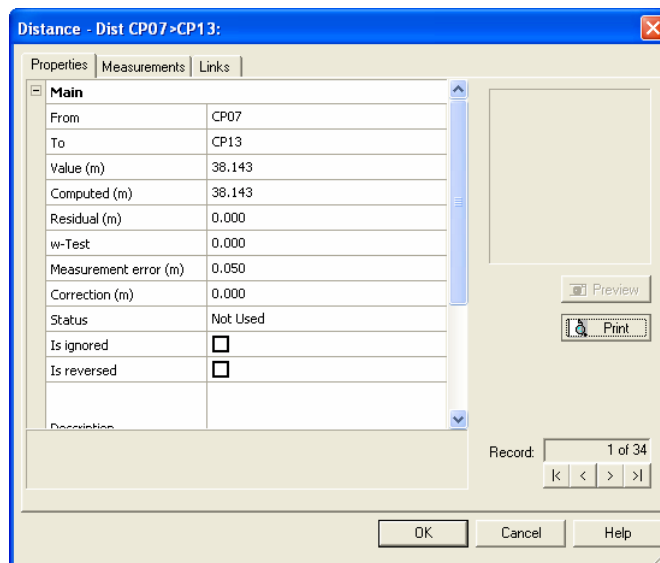 Distance - Dist CP07>CP13:
Properties Measurements Links
Main
From CP07
To CP13
Value (m) 38.143
Computed (m) 38.143
Residual (m) 0.000
w-Test 0.000
Measurement error (m) 0.050
Correction (m) 0.000
Status Not Used
Is ignored
Is reversed
Description
Preview
Print
Record: 1 of 34
OK Cancel Help